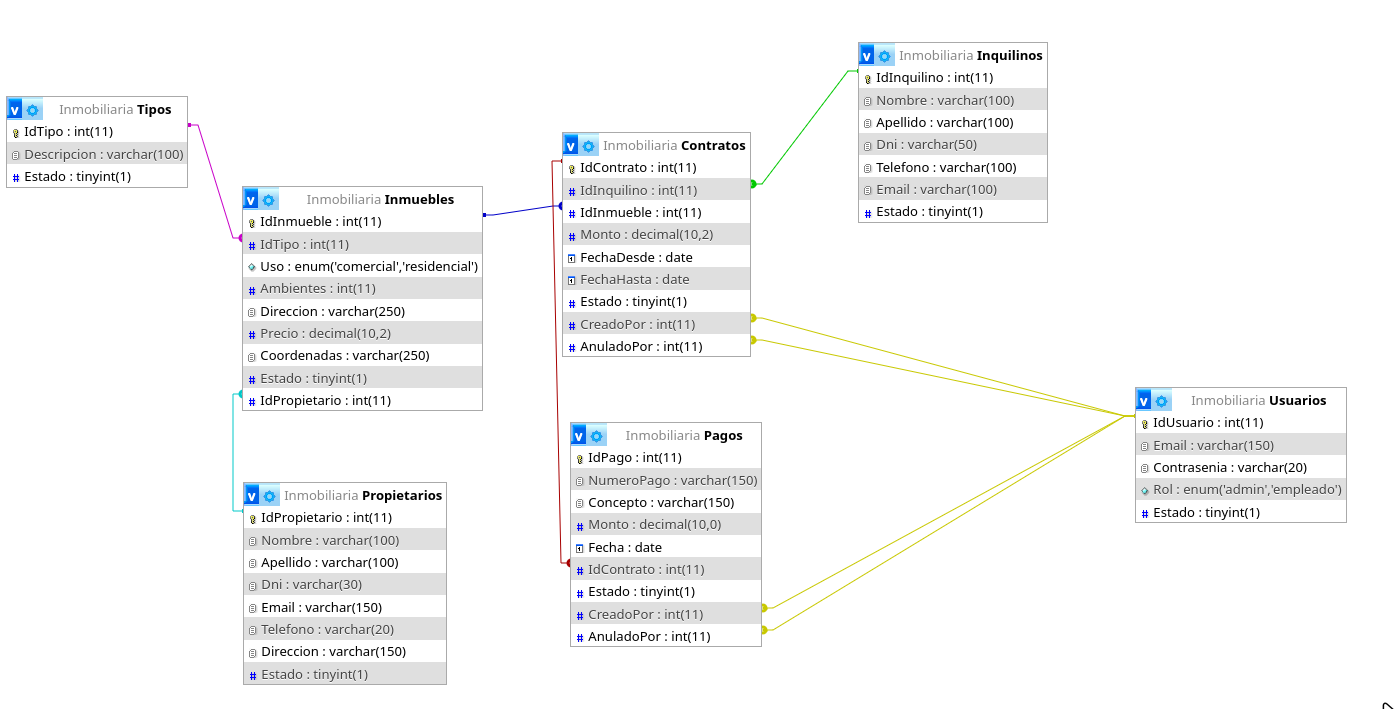 Inmobiliaria Tipos
IdTipo : int(11)
Descripcion : varchar(100)
Estado : tinyint(1)
Inmobiliaria Inmuebles
IdInmueble : int(11)
IdTipo : int(11)
Uso : enum('comercial','residencial')
Ambientes : int(11)
Direccion : varchar(250)
Precio : decimal(10,2)
Coordenadas : varchar(250)
Estado : tinyint(1)
IdPropietario : int(11)
Inmobiliaria Propietarios
IdPropietario : int(11)
Nombre : varchar(100)
Apellido : varchar(100)
Dni : varchar(30)
Email : varchar(150)
Telefono : varchar(20)
Direccion : varchar(150)
Estado : tinyint(1)
Inmobiliaria Contratos
IdContrato : int(11)
IdInquilino : int(11)
IdInmueble : int(11)
Monto : decimal(10,2)
FechaDesde : date
FechaHasta : date
Estado : tinyint(1)
CreadoPor : int(11)
AnuladoPor : int(11)
Inmobiliaria Pagos
IdPago : int(11)
NumeroPago : varchar(150)
Concepto : varchar(150)
Monto : decimal(10,0)
Fecha : date
IdContrato : int(11)
Estado : tinyint(1)
CreadoPor : int(11)
AnuladoPor : int(11)
Inmobiliaria Inquilinos
IdInquilino : int(11)
Nombre : varchar(100)
Apellido : varchar(100)
Dni : varchar(50)
Telefono : varchar(100)
Email : varchar(100)
Estado : tinyint(1)
Inmobiliaria Usuarios
IdUsuario : int(11)
Email : varchar(150)
Contrasenia : varchar(20)
Rol : enum('admin','empleado')
Estado : tinyint(1)